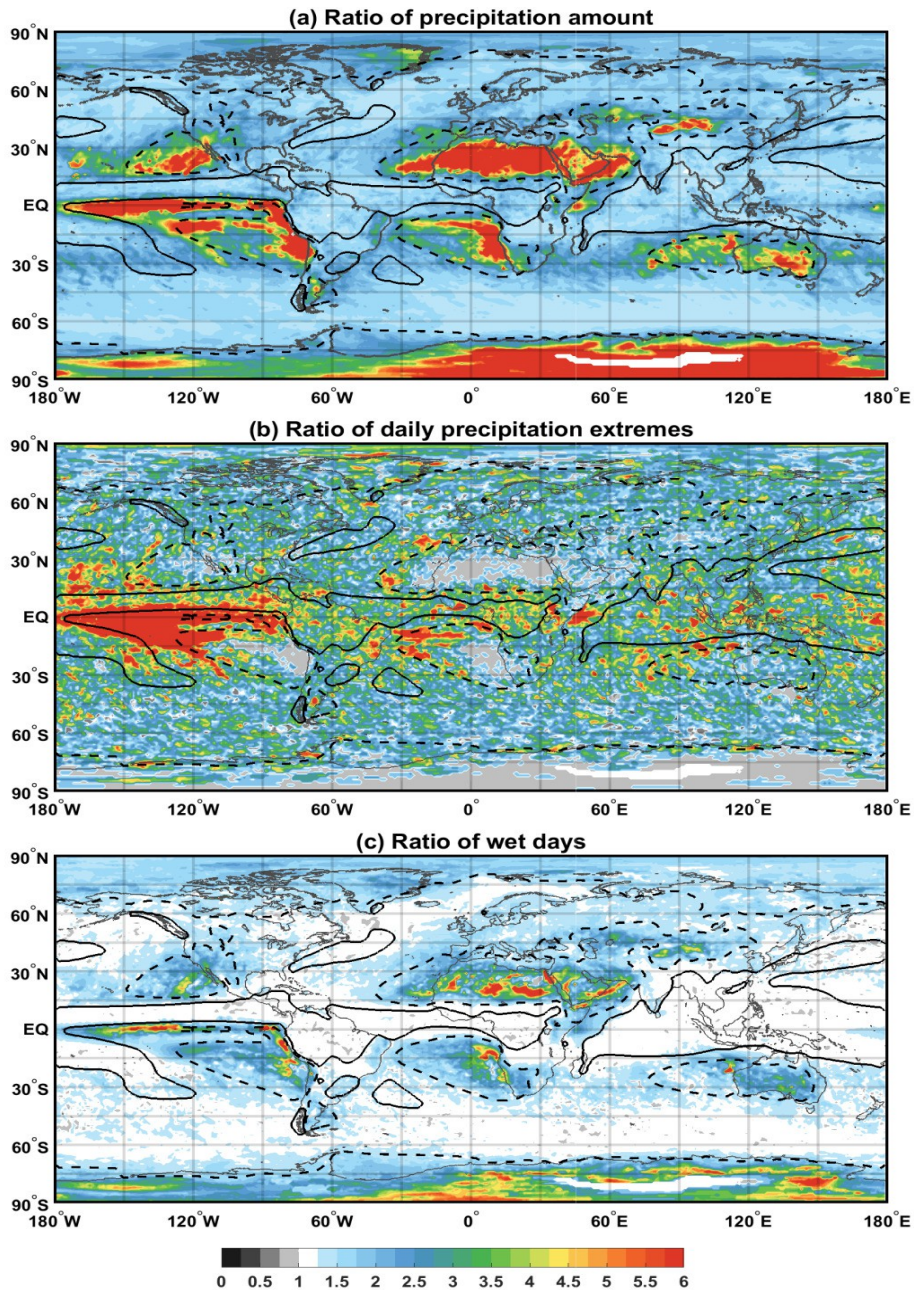 (a) Ratio of precipitation amount
90°N
60°N
30°N
EQ
30°S
60°S
90°S
180°W 120°W 60°W 0° 60°E 120°E 180°E
(b) Ratio of daily precipitation extremes
90°N
60°N
30°N
EQ
30°S
60°S
90°S
180°W 120°W 60°W 0° 60°E 120°E 180°E
(c) Ratio of wet days
90°N
60°N
30°N
EQ
30°S
60°S
90°S
180°W 120°W 60°W 0° 60°E 120°E 180°E
0 0.5 1 1.5 2 2.5 3 3.5 4 4.5 5 5.5 6